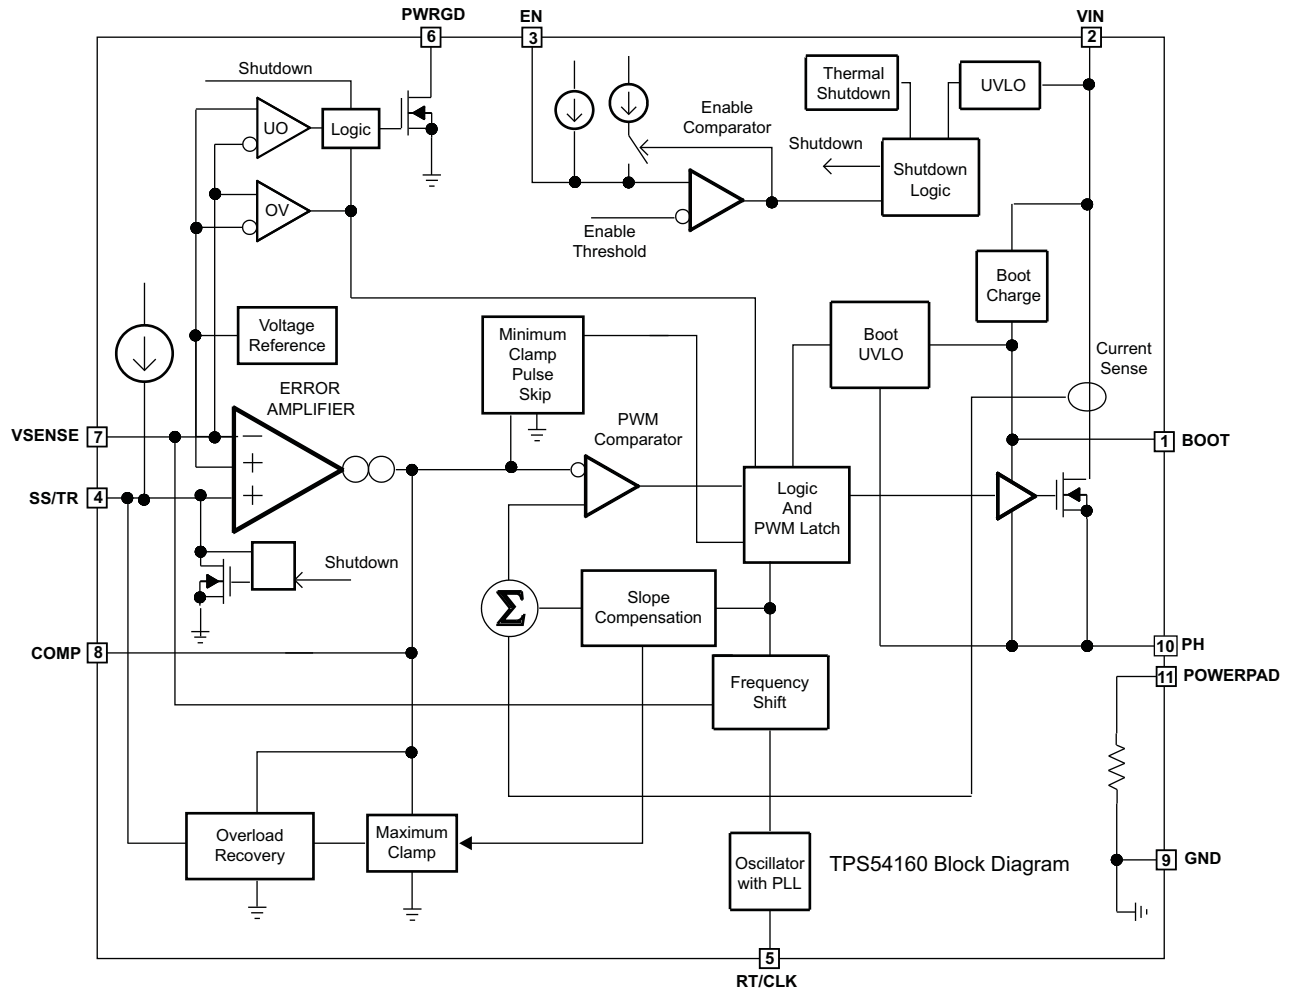 PWRGD
EN
VIN
6
3
2
Shutdown
Thermal
Shutdown
UVLO
UO
Logic
Enable
Comparator
Shutdown
Shutdown
Logic
OV
Enable
Threshold
Boot
Charge
Voltage
Reference
Minimum
Clamp
Pulse
Skip
Boot
UVLO
Current
Sense
ERROR
AMPLIFIER
PWM
Comparator
VSENSE
7
−
1
BOOT
+
SS/TR
4
+
Logic
And
PWM Latch
Shutdown
Σ
Slope
Compensation
COMP
8
10
PH
11
POWERPAD
Frequency
Shift
Overload
Recovery
Maximum
Clamp
Oscillator
with PLL
TPS54160 Block Diagram
9
GND
5
RT/CLK